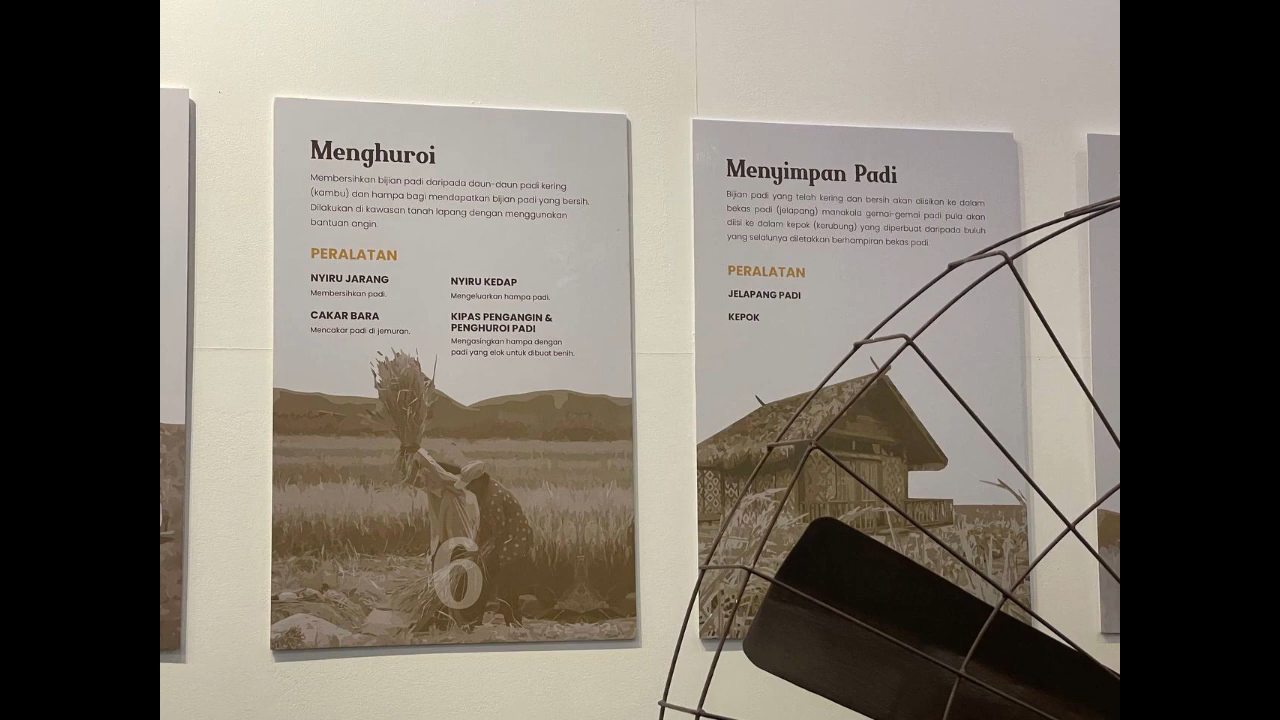 Menghuroi
Membersihkan bijian padi daripada daun-daun padi kering
(kambu) dan hampa bagi mendapatkan bijian padi yang bersih.
Dilakukan di kawasan tanah lapang dengan menggunakan
bantuan angin.
PERALATAN
NYIRU JARANG
Membersihkan padi.
CAKAR BARA
Mencakar padi di jemuran.
NYIRU KEDAP
Mengeluarkan hampa padi.
KIPAS PENGANGIN &
PENGHUROI PADI
Mengasingkan hampa dengan
padi yang elok untuk dibuat benih.
6
Menyimpan Padi
Bijian padi yang telah kering dan bersih akan diisikan ke dalam
bekas padi (jelapang) manakala gemai-gemai padi pula akan
diisi ke dalam kepok (kerubung) yang diperbuat daripada buluh
yang selalunya diletakkan berhampiran bekas padi.
PERALATAN
JELAPANG PADI
KEPOK